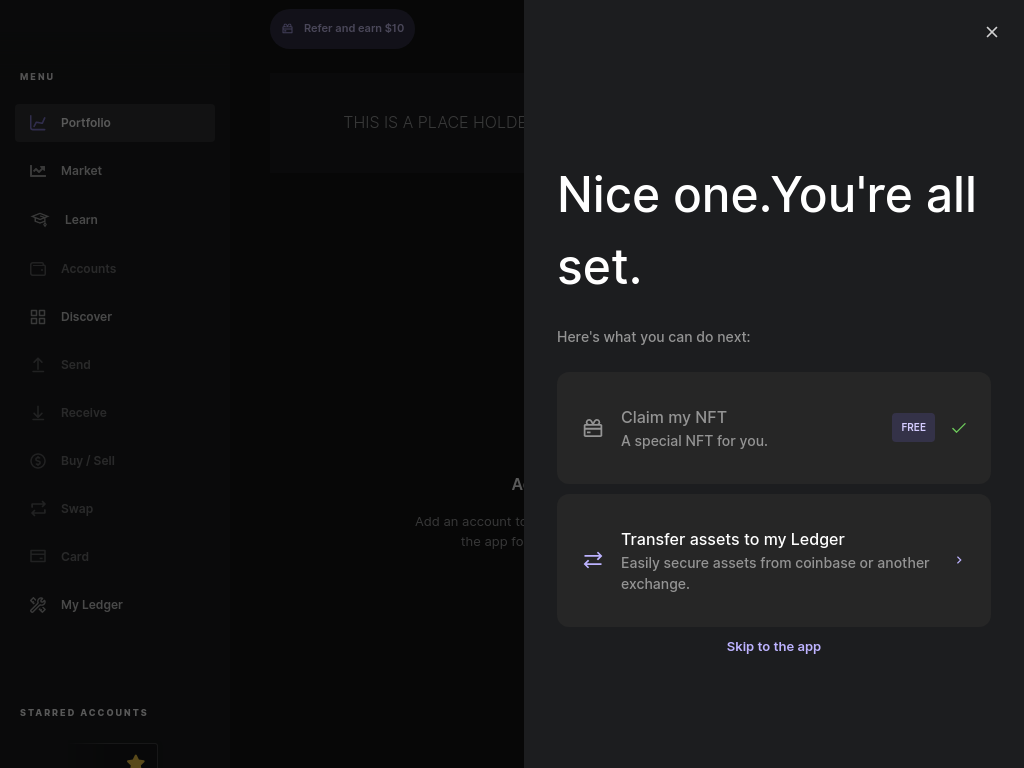 Refer and earn $10
MENU
Portfolio
Market
Learn
Accounts
Discover
Send
Receive
Buy / Sell
Swap
Card
My Ledger
STARRED ACCOUNTS
THIS IS A PLACE HOLDE
Add an account to
the app fo
Nice one.You're all
set.
Here's what you can do next:
Claim my NFT
A special NFT for you.
FREE
Transfer assets to my Ledger
Easily secure assets from coinbase or another
exchange.
Skip to the app